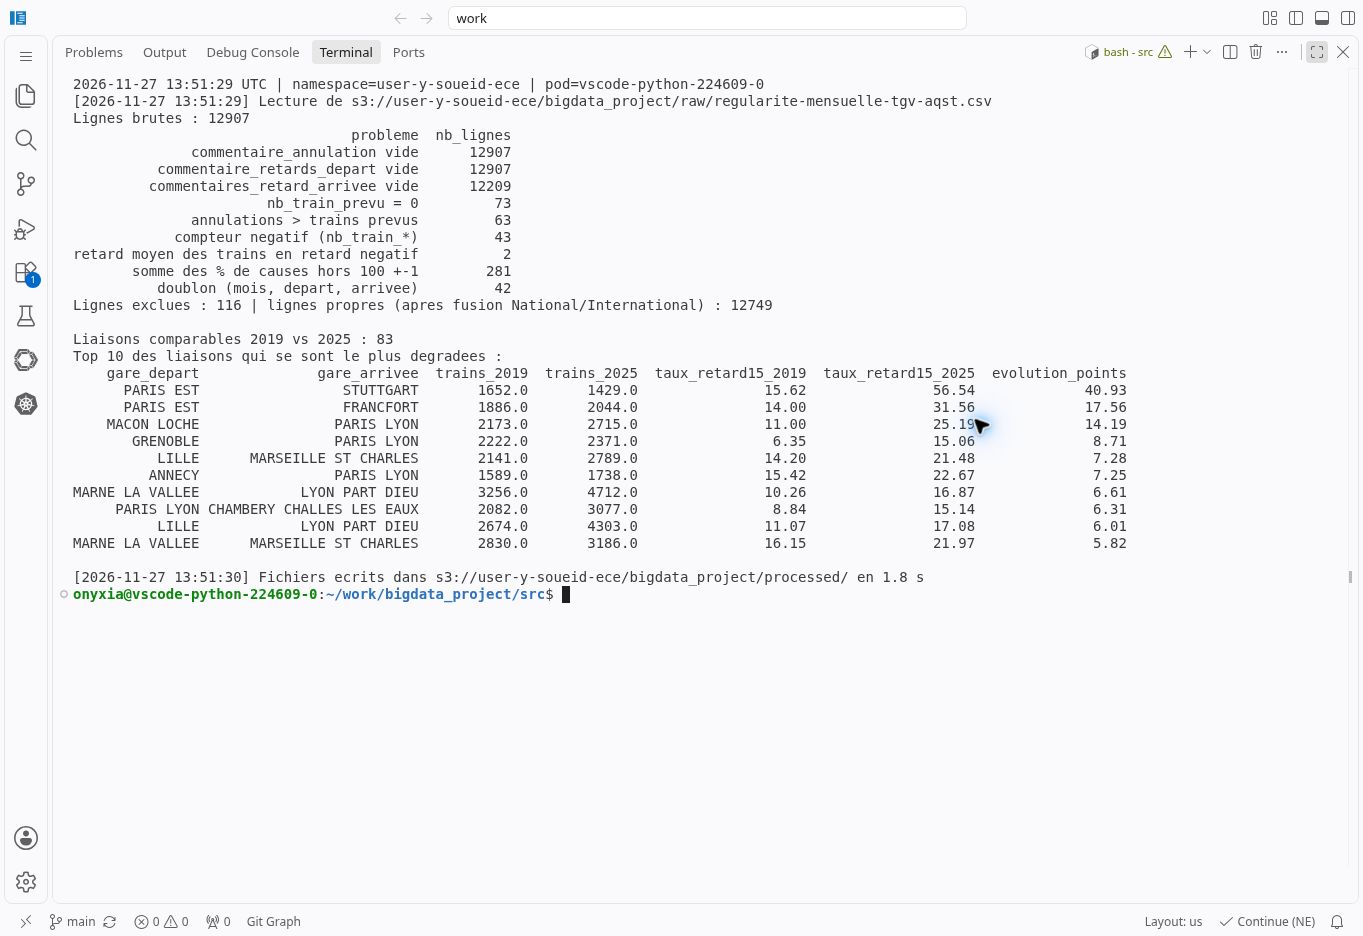 work
Problems Output Debug Console Terminal Ports bash - src
2026-11-27 13:51:29 UTC | namespace=user-y-soueid-ece | pod=vscode-python-224609-0
[2026-11-27 13:51:29] Lecture de s3://user-y-soueid-ece/bigdata_project/raw/regularite-mensuelle-tgv-aqst.csv
Lignes brutes : 12907
probleme nb_lignes
commentaire_annulation vide 12907
commentaire_retards_depart vide 12907
commentaires_retard_arrivee vide 12209
nb_train_prevu = 0 73
annulations > trains prevus 63
compteur negatif (nb_train_*) 43
retard moyen des trains en retard negatif 2
somme des % de causes hors 100 +-1 281
doublon (mois, depart, arrivee) 42
Lignes exclues : 116 | lignes propres (apres fusion National/International) : 12749
Liaisons comparables 2019 vs 2025 : 83
Top 10 des liaisons qui se sont le plus degradees :
gare_depart gare_arrivee trains_2019 trains_2025 taux_retard15_2019 taux_retard15_2025 evolution_points
PARIS EST STUTTGART 1652.0 1429.0 15.62 56.54 40.93
PARIS EST FRANCFORT 1886.0 2044.0 14.00 31.56 17.56
MACON LOCHE PARIS LYON 2173.0 2715.0 11.00 25.19 14.19
GRENOBLE PARIS LYON 2222.0 2371.0 6.35 15.06 8.71
LILLE MARSEILLE ST CHARLES 2141.0 2789.0 14.20 21.48 7.28
ANNECY PARIS LYON 1589.0 1738.0 15.42 22.67 7.25
MARNE LA VALLEE LYON PART DIEU 3256.0 4712.0 10.26 16.87 6.61
PARIS LYON CHAMBERY CHALLES LES EAUX 2082.0 3077.0 8.84 15.14 6.31
LILLE LYON PART DIEU 2674.0 4303.0 11.07 17.08 6.01
MARNE LA VALLEE MARSEILLE ST CHARLES 2830.0 3186.0 16.15 21.97 5.82
[2026-11-27 13:51:30] Fichiers ecrits dans s3://user-y-soueid-ece/bigdata_project/processed/ en 1.8 s
onyxia@vscode-python-224609-0:~/work/bigdata_project/src$
1
main 0 0 0 Git Graph Layout: us Continue (NE)